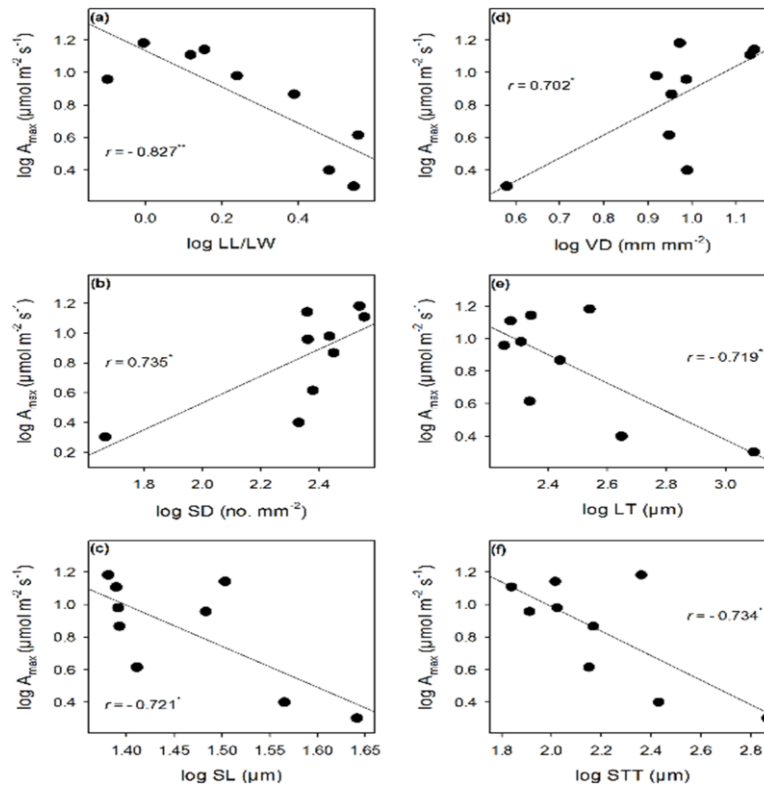 (a)
1.2
1.0
0.8
0.6
0.4
log Amax (µmol m⁻² s⁻¹)
r = - 0.827**
0.0 0.2 0.4
log LL/LW
(d)
1.2
1.0
0.8
0.6
0.4
log Amax (µmol m⁻² s⁻¹)
r = 0.702*
0.6 0.7 0.8 0.9 1.0 1.1
log VD (mm mm⁻²)
(b)
1.2
1.0
0.8
0.6
0.4
0.2
log Amax (µmol m⁻² s⁻¹)
r = 0.735*
1.8 2.0 2.2 2.4
log SD (no. mm⁻²)
(e)
1.2
1.0
0.8
0.6
0.4
log Amax (µmol m⁻² s⁻¹)
r = - 0.719*
2.4 2.6 2.8 3.0
log LT (µm)
(c)
1.2
1.0
0.8
0.6
0.4
log Amax (µmol m⁻² s⁻¹)
r = - 0.721*
1.40 1.45 1.50 1.55 1.60 1.65
log SL (µm)
(f)
1.2
1.0
0.8
0.6
0.4
log Amax (µmol m⁻² s⁻¹)
r = - 0.734*
1.8 2.0 2.2 2.4 2.6 2.8
log STT (µm)